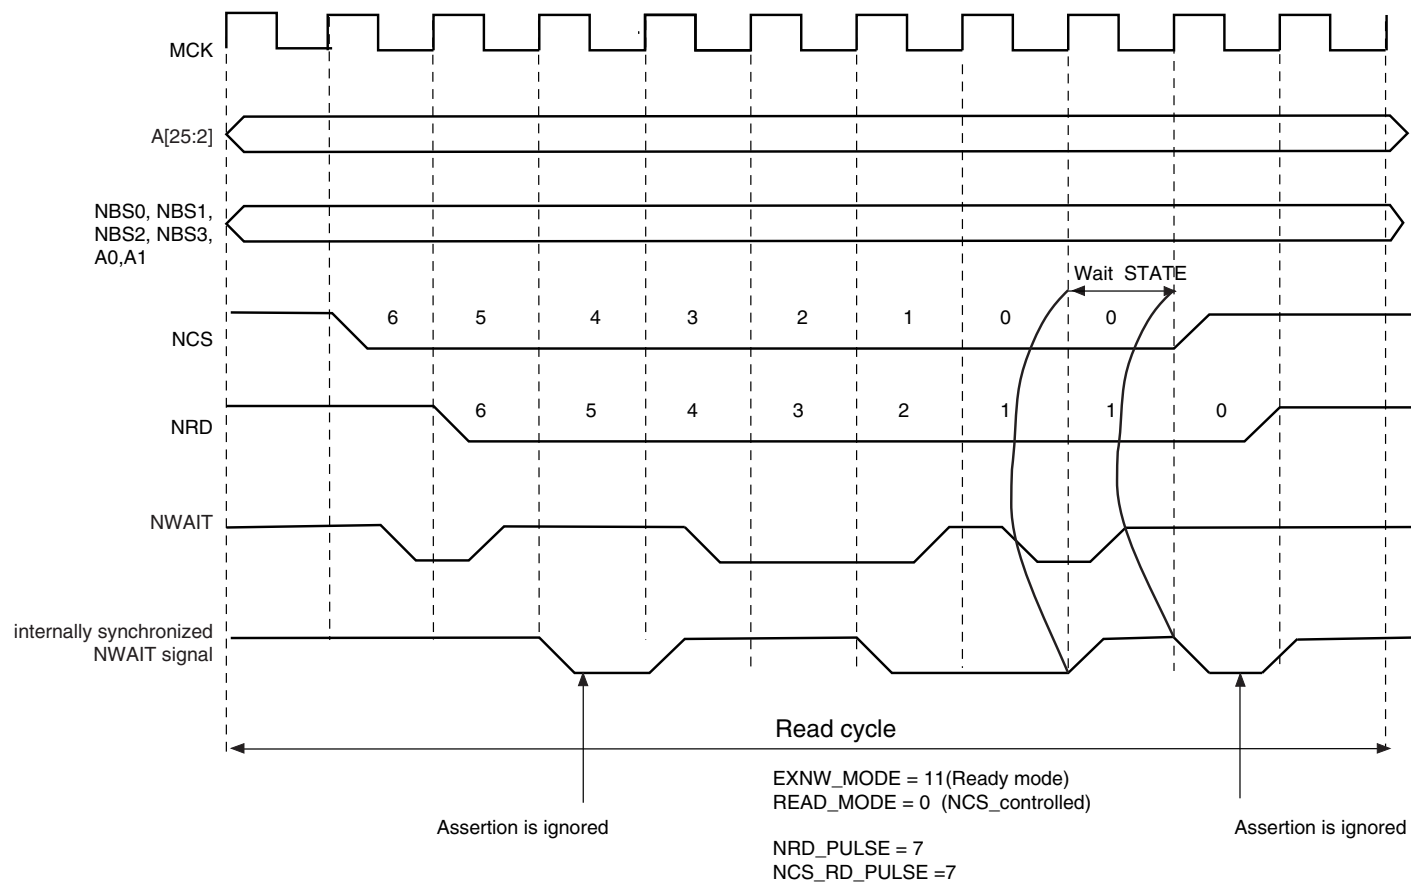 MCK
A[25:2]
NBS0, NBS1,
NBS2, NBS3,
A0,A1
Wait STATE
NCS
6 5 4 3 2 1 0 0
NRD
6 5 4 3 2 1 1 0
NWAIT
internally synchronized
NWAIT signal
Read cycle
EXNW_MODE = 11(Ready mode)
READ_MODE = 0 (NCS_controlled)
Assertion is ignored
Assertion is ignored
NRD_PULSE = 7
NCS_RD_PULSE =7